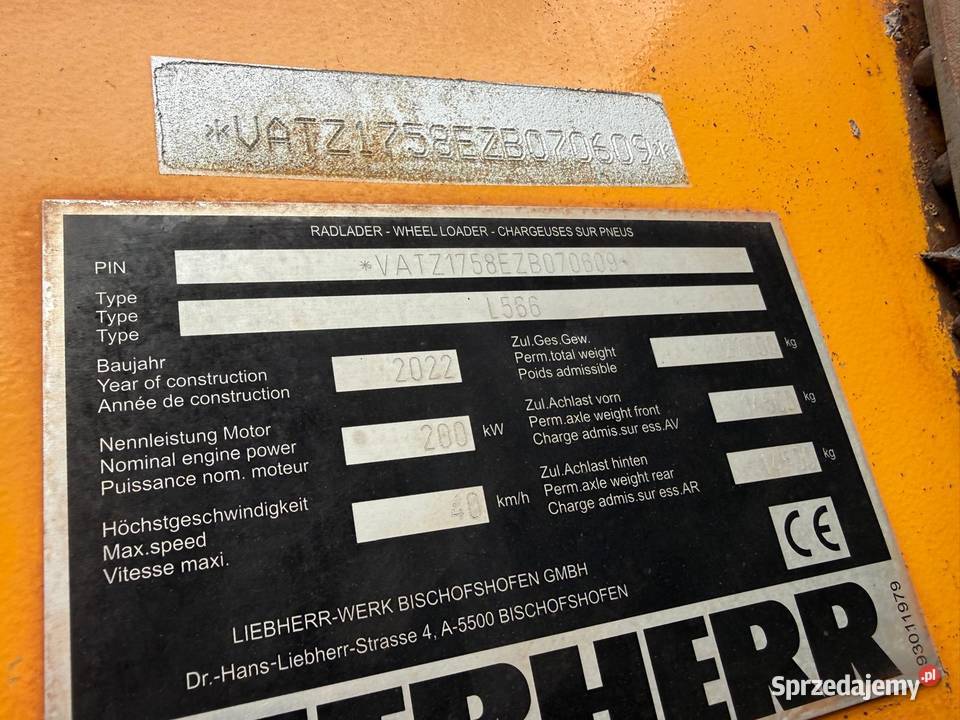 *VATZ1758EZB070609*
RADLADER - WHEEL LOADER - CHARGEUSES SUR PNEUS
PIN *VATZ1758EZB070609*
Type
Type
Type
L566
Baujahr
Year of construction
Année de construction
2022
Nennleistung Motor
Nominal engine power
Puissance nom. moteur
200 kW
Höchstgeschwindigkeit
Max.speed
Vitesse maxi.
40 km/h
Zul.Ges.Gew.
Perm.total weight
Poids admissible
kg
Zul.Achlast vorn
Perm.axle weight front
Charge admis.sur ess.AV
kg
Zul.Achlast hinten
Perm.axle weight rear
Charge admis.sur ess.AR
kg
CE
LIEBHERR-WERK BISCHOFSHOFEN GMBH
Dr.-Hans-Liebherr-Strasse 4, A-5500 BISCHOFSHOFEN
LIEBHERR
93011979
Sprzedajemy.pl